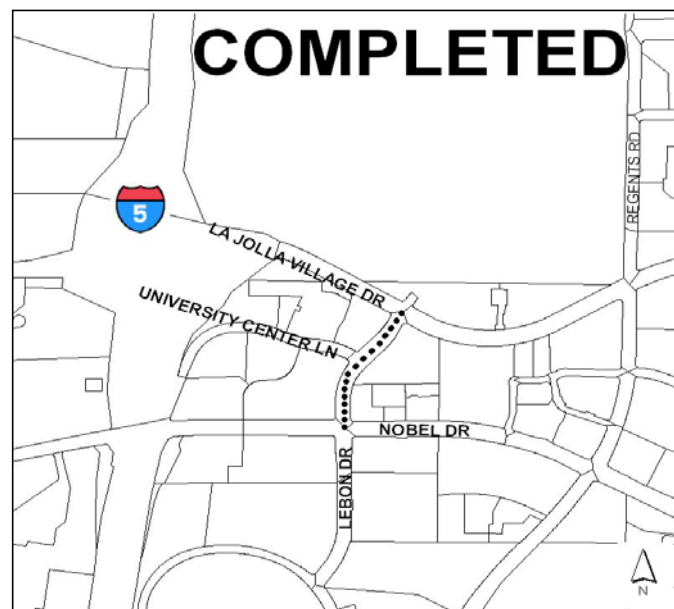 COMPLETED
REGENTS RD
5
LA JOLLA VILLAGE DR
UNIVERSITY CENTER LN
NOBEL DR
LEBON DR
N